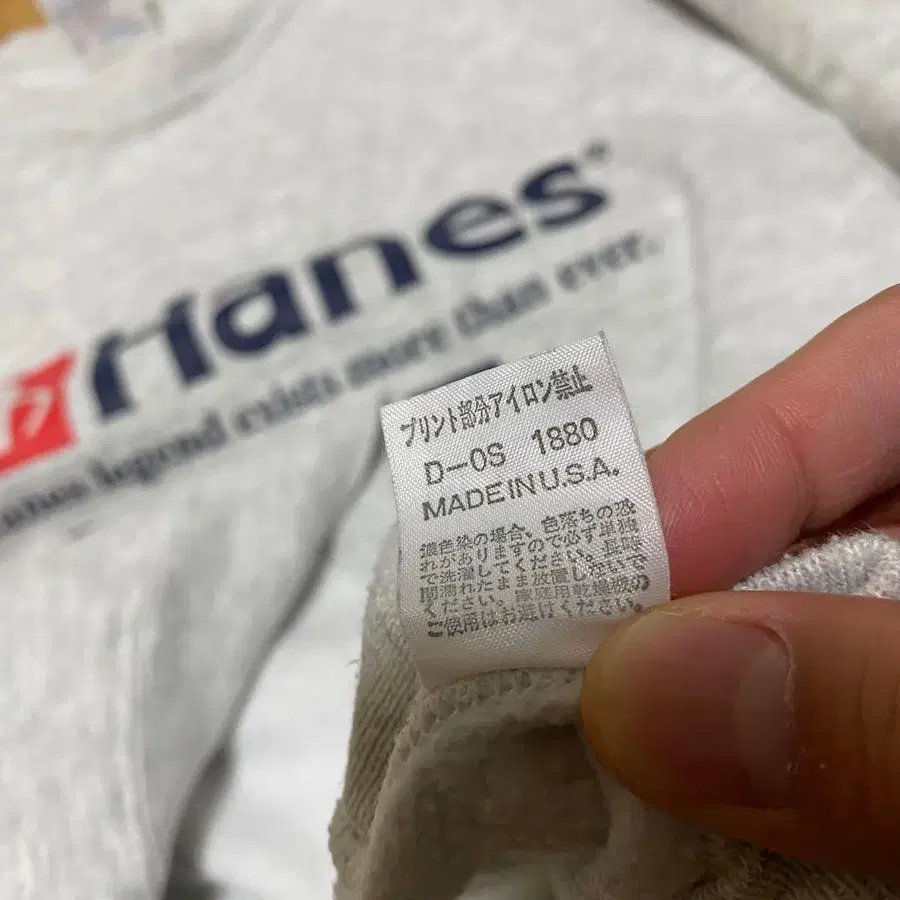 Hanes
legend exists more than ever.
プリント部分アイロン禁止
D-0S 1880
MADE IN U.S.A.
濃色染の場合、色落ちの恐
れがありますので必ず単独
で洗濯してください。長時
間濡れたまま放置しないで
ください。家庭用乾燥機の
ご使用はお避けください。